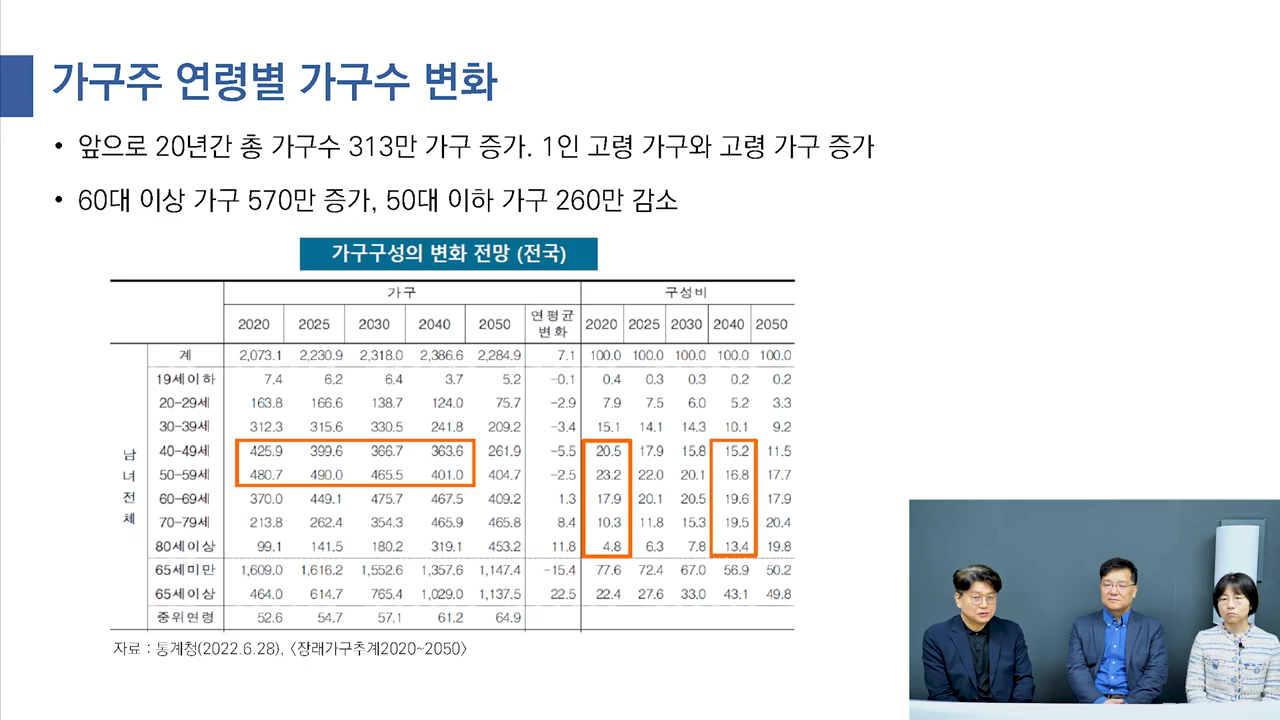 가구주 연령별 가구수 변화
• 앞으로 20년간 총 가구수 313만 가구 증가. 1인 고령 가구와 고령 가구 증가
• 60대 이상 가구 570만 증가, 50대 이하 가구 260만 감소
가구구성의 변화 전망 (전국)
가구 구성비
2020 2025 2030 2040 2050 연평균 변화 2020 2025 2030 2040 2050
남녀전체
계 2,073.1 2,230.9 2,318.0 2,386.6 2,284.9 7.1 100.0 100.0 100.0 100.0 100.0
19세이하 7.4 6.2 6.4 3.7 5.2 -0.1 0.4 0.3 0.3 0.2 0.2
20-29세 163.8 166.6 138.7 124.0 75.7 -2.9 7.9 7.5 6.0 5.2 3.3
30-39세 312.3 315.6 330.5 241.8 209.2 -3.4 15.1 14.1 14.3 10.1 9.2
40-49세 425.9 399.6 366.7 363.6 261.9 -5.5 20.5 17.9 15.8 15.2 11.5
50-59세 480.7 490.0 465.5 401.0 404.7 -2.5 23.2 22.0 20.1 16.8 17.7
60-69세 370.0 449.1 475.7 467.5 409.2 1.3 17.9 20.1 20.5 19.6 17.9
70-79세 213.8 262.4 354.3 465.9 465.8 8.4 10.3 11.8 15.3 19.5 20.4
80세이상 99.1 141.5 180.2 319.1 453.2 11.8 4.8 6.3 7.8 13.4 19.8
65세미만 1,609.0 1,616.2 1,552.6 1,357.6 1,147.4 -15.4 77.6 72.4 67.0 56.9 50.2
65세이상 464.0 614.7 765.4 1,029.0 1,137.5 22.5 22.4 27.6 33.0 43.1 49.8
중위연령 52.6 54.7 57.1 61.2 64.9
자료 : 통계청(2022.6.28), <장래가구추계2020~2050>